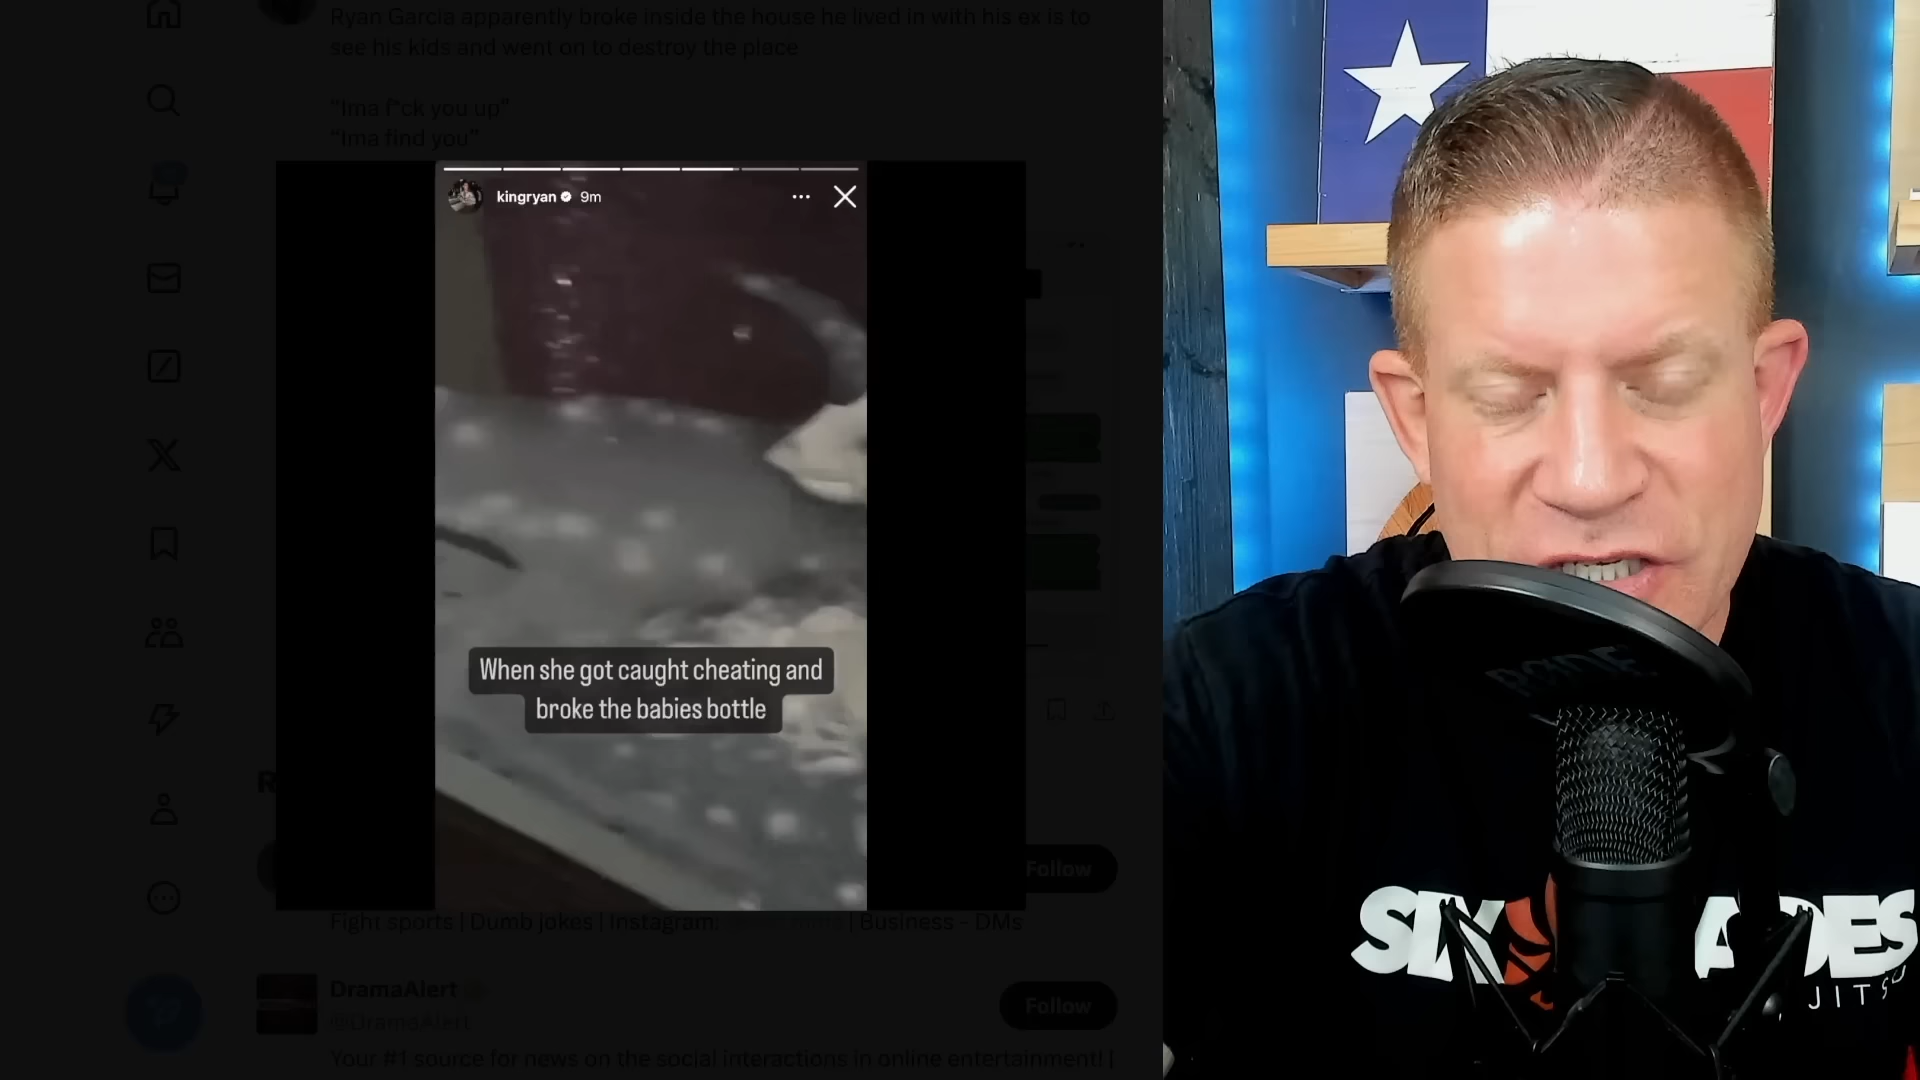 Ryan Garcia apparently broke inside the house he lived in with his ex is to
see his kids and went on to destroy the place
"Ima f*ck you up"
"Ima find you"
kingryan 9m
When she got caught cheating and
broke the babies bottle
Follow
Fight sports | Dumb jokes | Instagram: | Business - DMs
DramaAlert
@DramaAlert
Follow
Your #1 source for news on the social interactions in online entertainment! |
RODE
JITSU